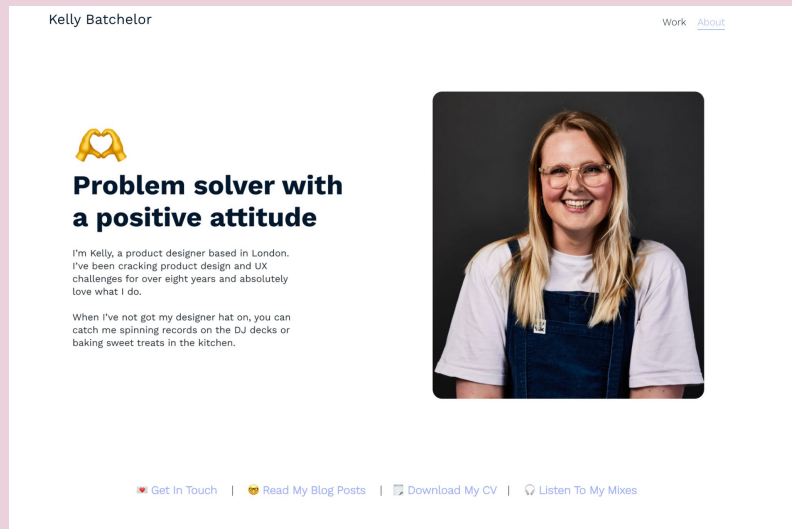 Kelly Batchelor
Work About
Problem solver with
a positive attitude
I'm Kelly, a product designer based in London.
I've been cracking product design and UX
challenges for over eight years and absolutely
love what I do.
When I've not got my designer hat on, you can
catch me spinning records on the DJ decks or
baking sweet treats in the kitchen.
💌 Get In Touch | 🤓 Read My Blog Posts | 🗒️ Download My CV | 🎧 Listen To My Mixes